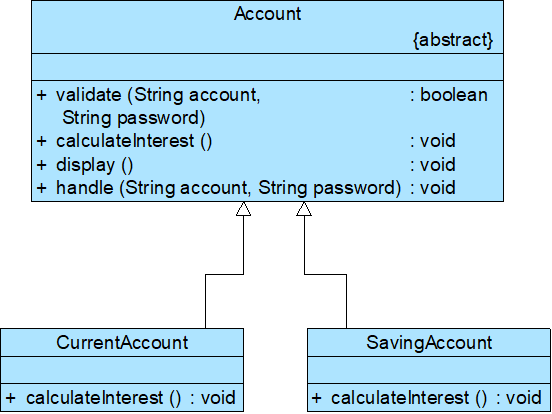 Account
{abstract}
+ validate (String account, : boolean
String password)
+ calculateInterest () : void
+ display () : void
+ handle (String account, String password) : void
CurrentAccount
+ calculateInterest () : void
SavingAccount
+ calculateInterest () : void